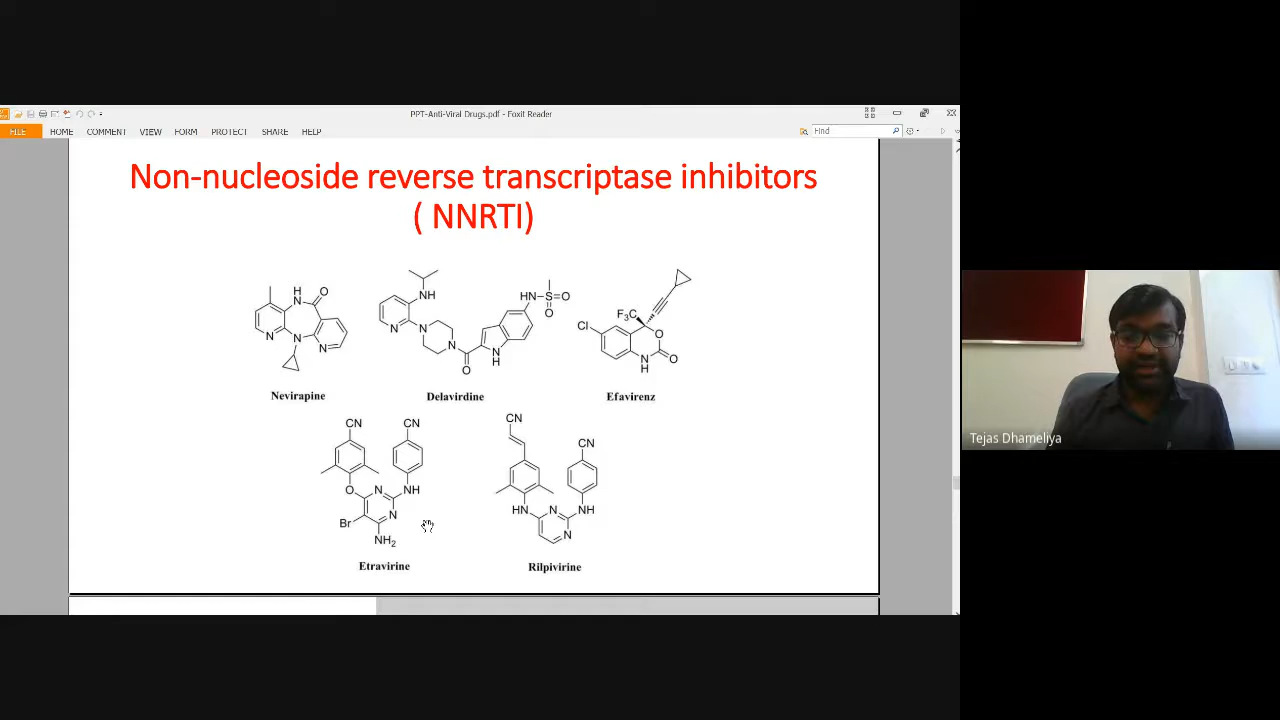 PPT-Anti-Viral Drugs.pdf - Foxit Reader
FILE HOME COMMENT VIEW FORM PROTECT SHARE HELP
Find
Non-nucleoside reverse transcriptase inhibitors
( NNRTI)
H
N
O
N
N
N
Nevirapine
NH
N
N
N
O
N
H
HN
S
O
O
Delavirdine
F3C
Cl
O
N
H
O
Efavirenz
CN
CN
O
N
NH
N
Br
NH2
Etravirine
CN
CN
HN
N
NH
N
Rilpivirine
Tejas Dhameliya